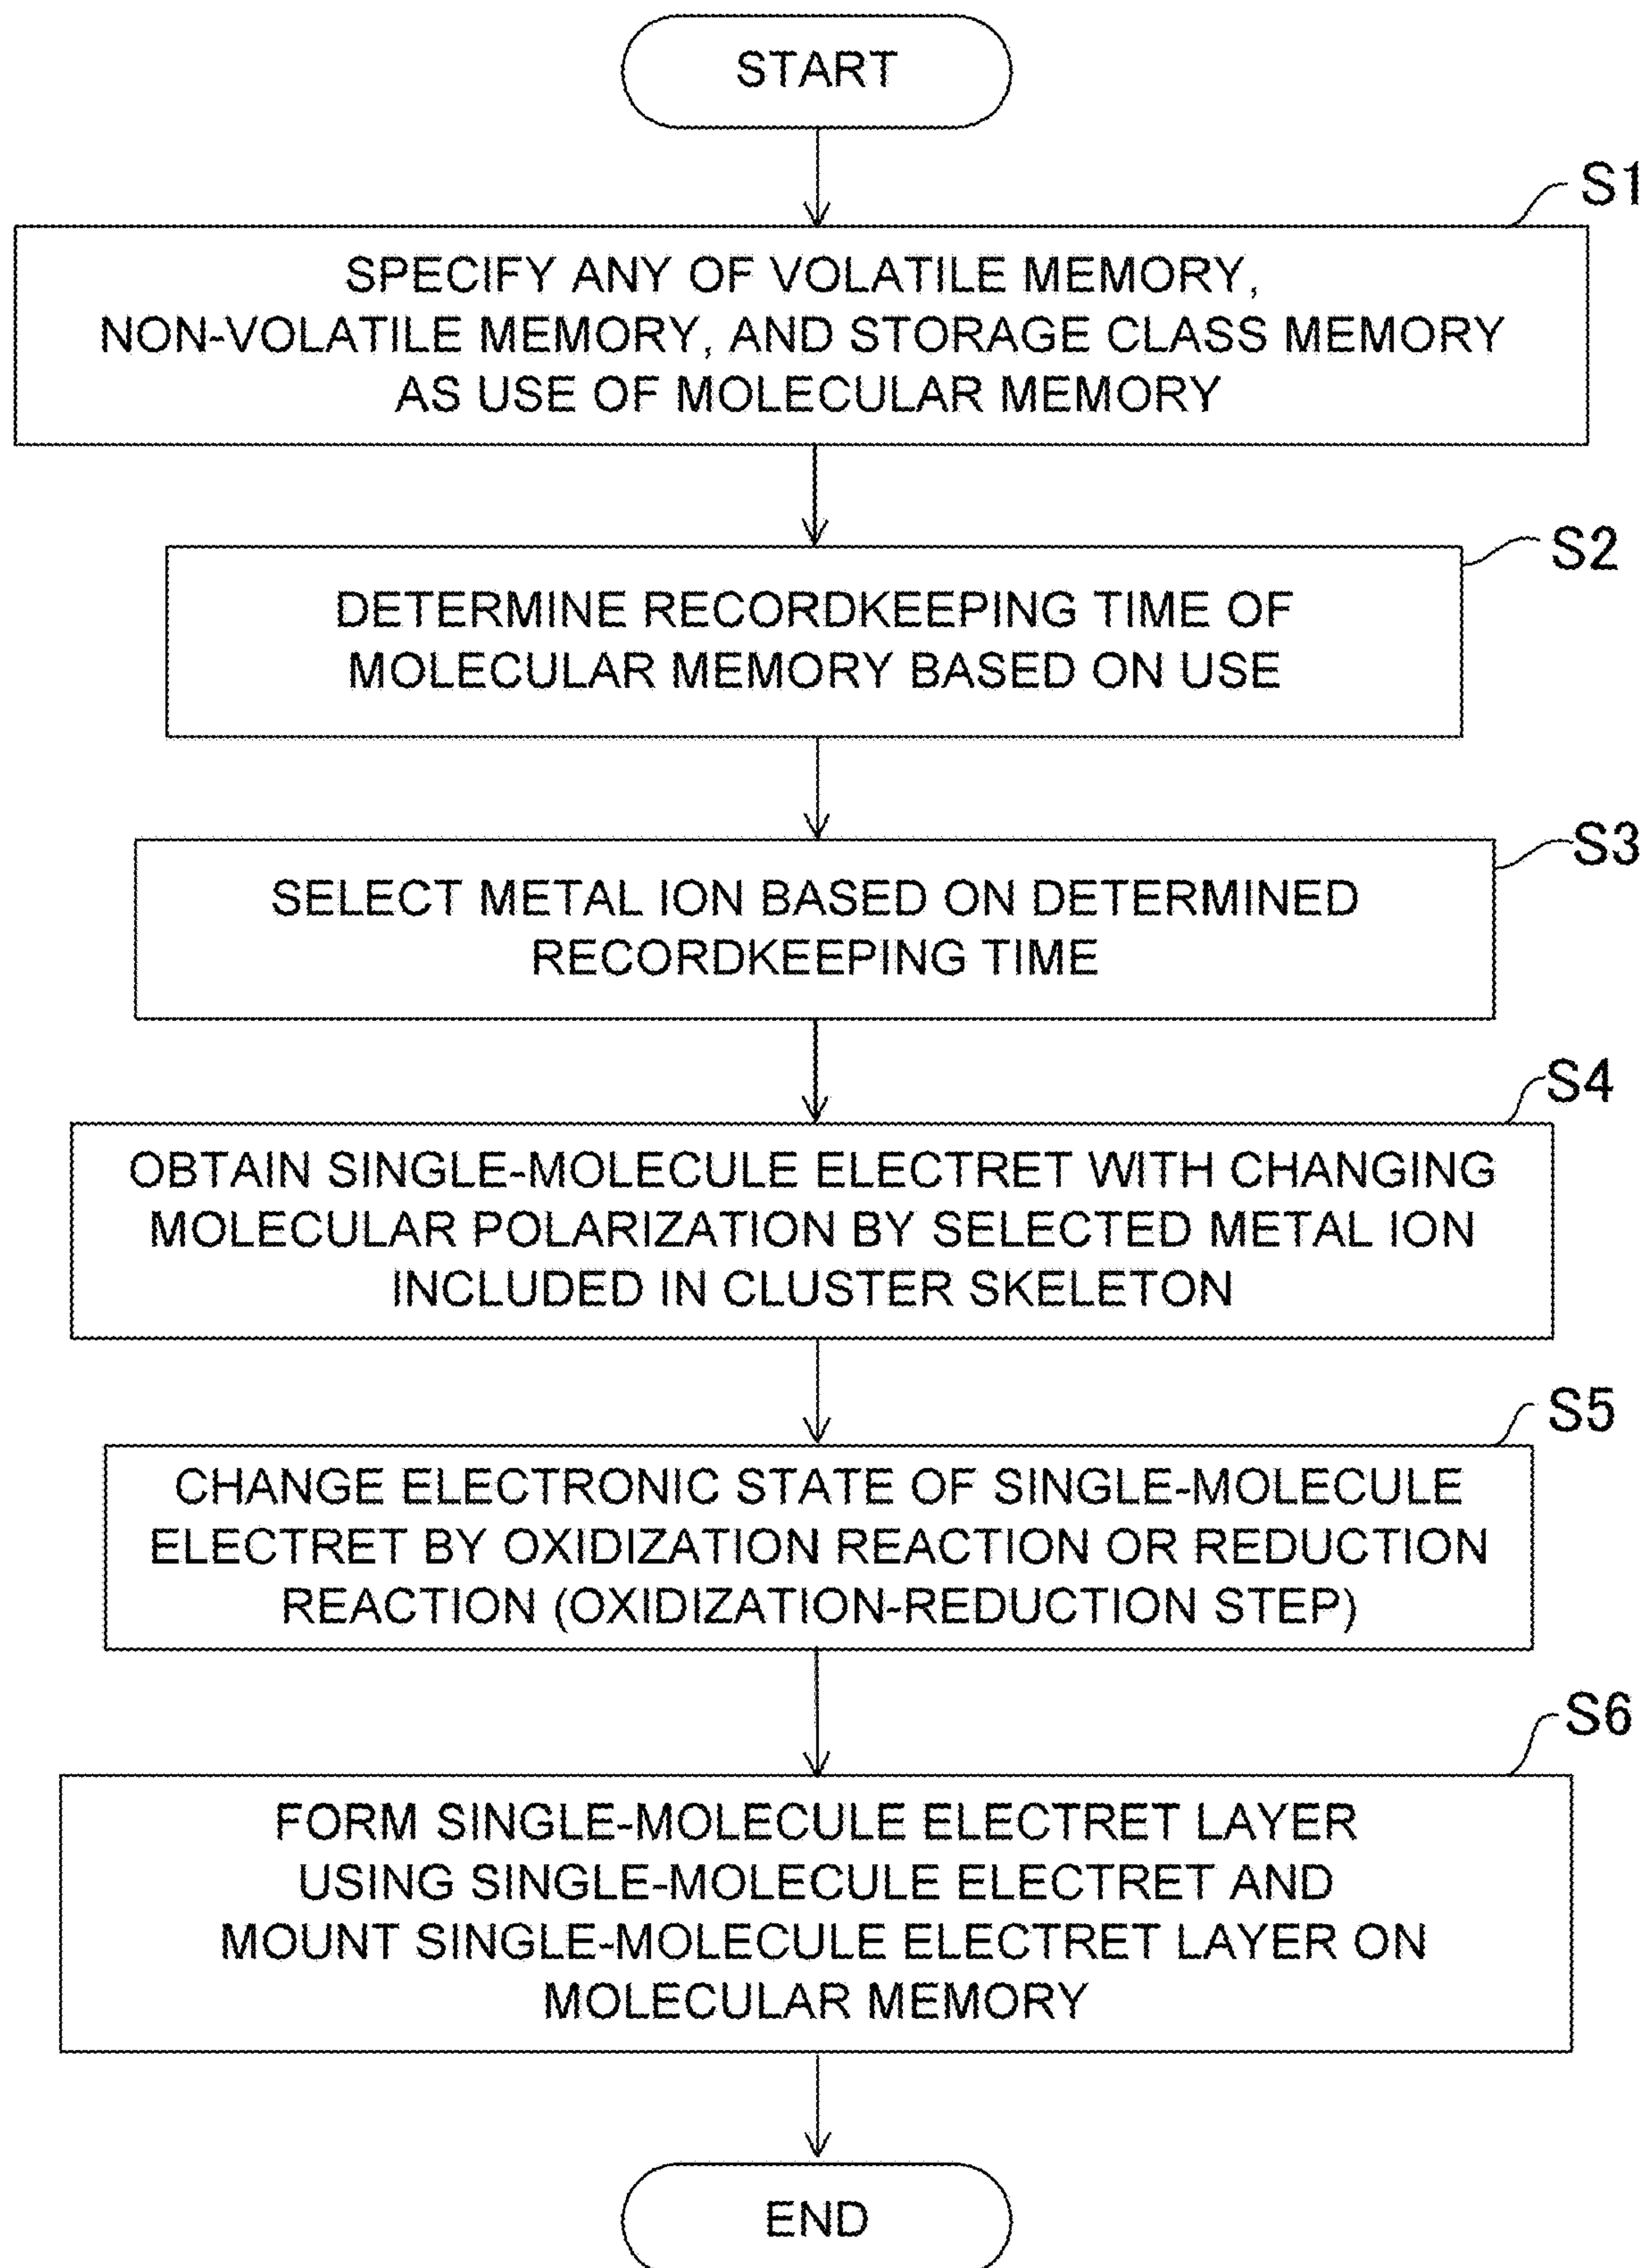 START
S1
SPECIFY ANY OF VOLATILE MEMORY,
NON-VOLATILE MEMORY, AND STORAGE CLASS MEMORY
AS USE OF MOLECULAR MEMORY
S2
DETERMINE RECORDKEEPING TIME OF
MOLECULAR MEMORY BASED ON USE
S3
SELECT METAL ION BASED ON DETERMINED
RECORDKEEPING TIME
S4
OBTAIN SINGLE-MOLECULE ELECTRET WITH CHANGING
MOLECULAR POLARIZATION BY SELECTED METAL ION
INCLUDED IN CLUSTER SKELETON
S5
CHANGE ELECTRONIC STATE OF SINGLE-MOLECULE
ELECTRET BY OXIDIZATION REACTION OR REDUCTION
REACTION (OXIDIZATION-REDUCTION STEP)
S6
FORM SINGLE-MOLECULE ELECTRET LAYER
USING SINGLE-MOLECULE ELECTRET AND
MOUNT SINGLE-MOLECULE ELECTRET LAYER ON
MOLECULAR MEMORY
END